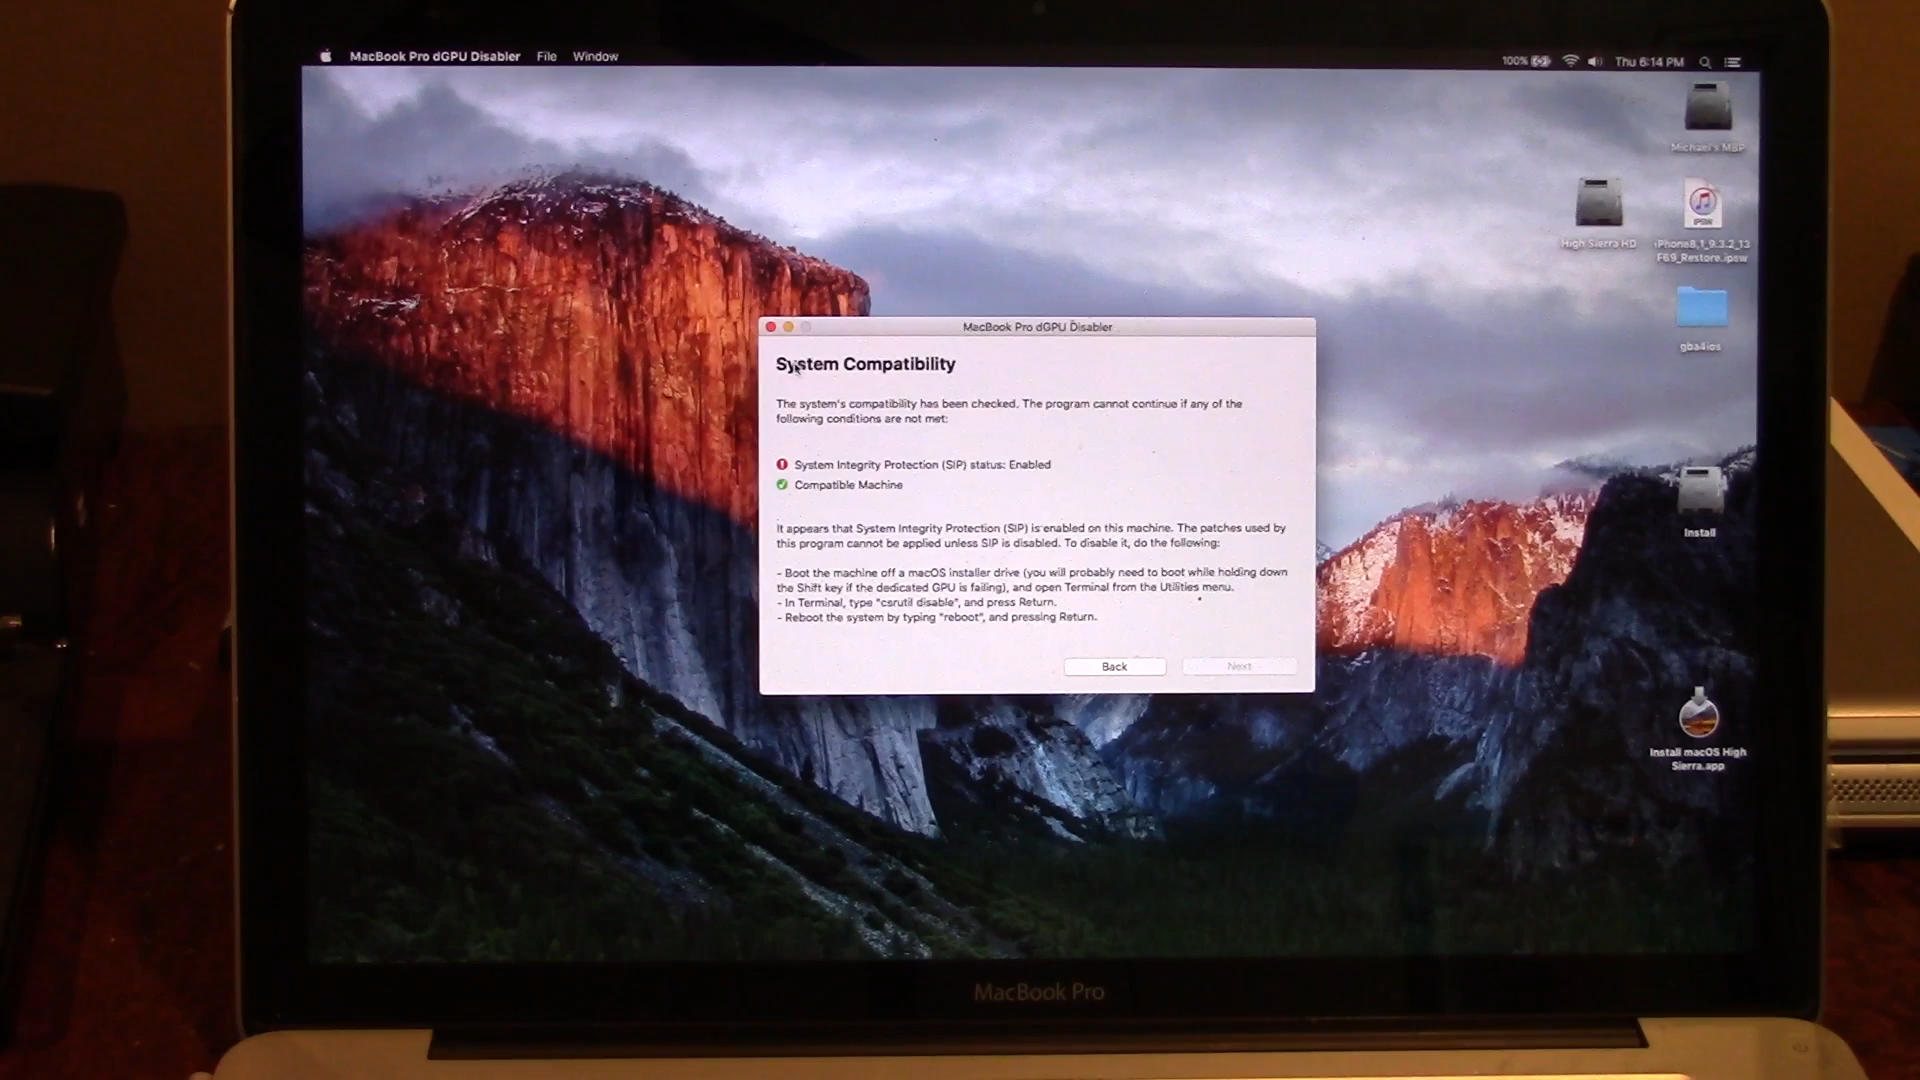 MacBook Pro dGPU Disabler File Window
100% Thu 6:14 PM
Michael's MBP
High Sierra HD
IPSW
iPhone8,1_9.3.2_13
F69_Restore.ipsw
gba4ios
Install
Install macOS High
Sierra.app
MacBook Pro dGPU Disabler
System Compatibility
The system's compatibility has been checked. The program cannot continue if any of the
following conditions are not met:
System Integrity Protection (SIP) status: Enabled
Compatible Machine
It appears that System Integrity Protection (SIP) is enabled on this machine. The patches used by
this program cannot be applied unless SIP is disabled. To disable it, do the following:
- Boot the machine off a macOS installer drive (you will probably need to boot while holding down
the Shift key if the dedicated GPU is failing), and open Terminal from the Utilities menu.
- In Terminal, type "csrutil disable", and press Return.
- Reboot the system by typing "reboot", and pressing Return.
Back Next
MacBook Pro